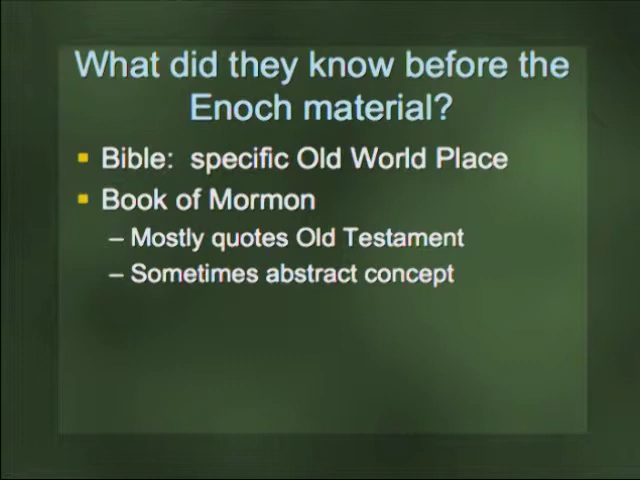 What did they know before the
Enoch material?
Bible: specific Old World Place
Book of Mormon
– Mostly quotes Old Testament
– Sometimes abstract concept